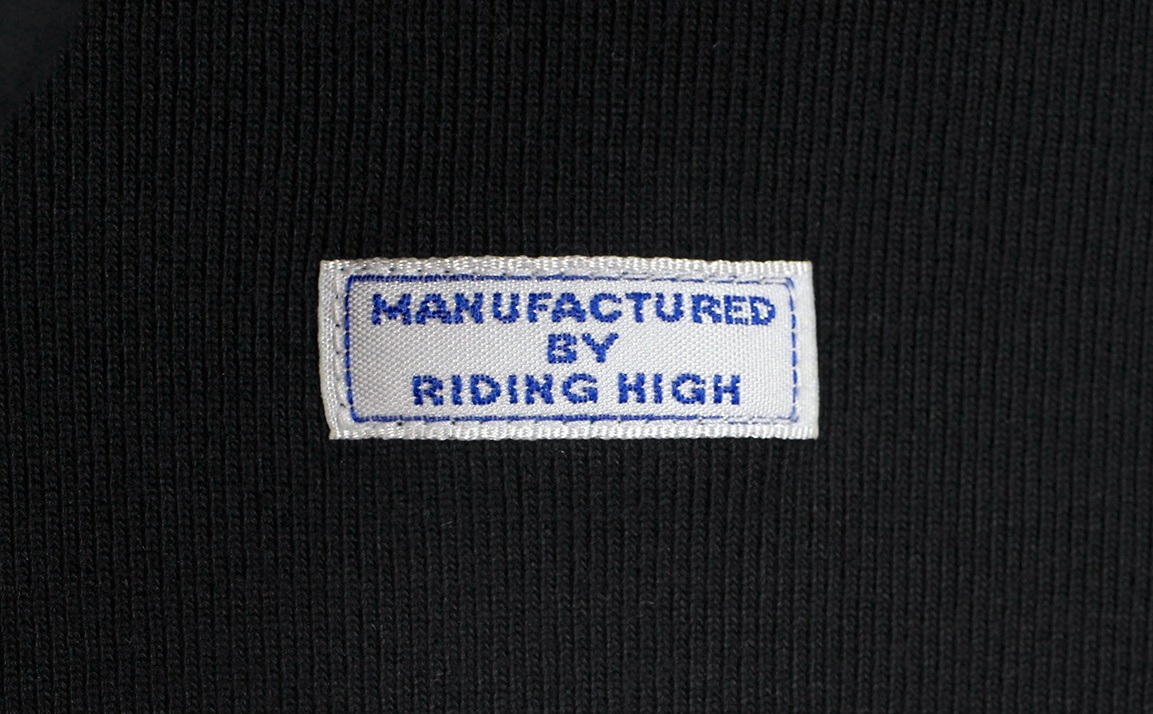 MANUFACTURED
BY
RIDING HIGH